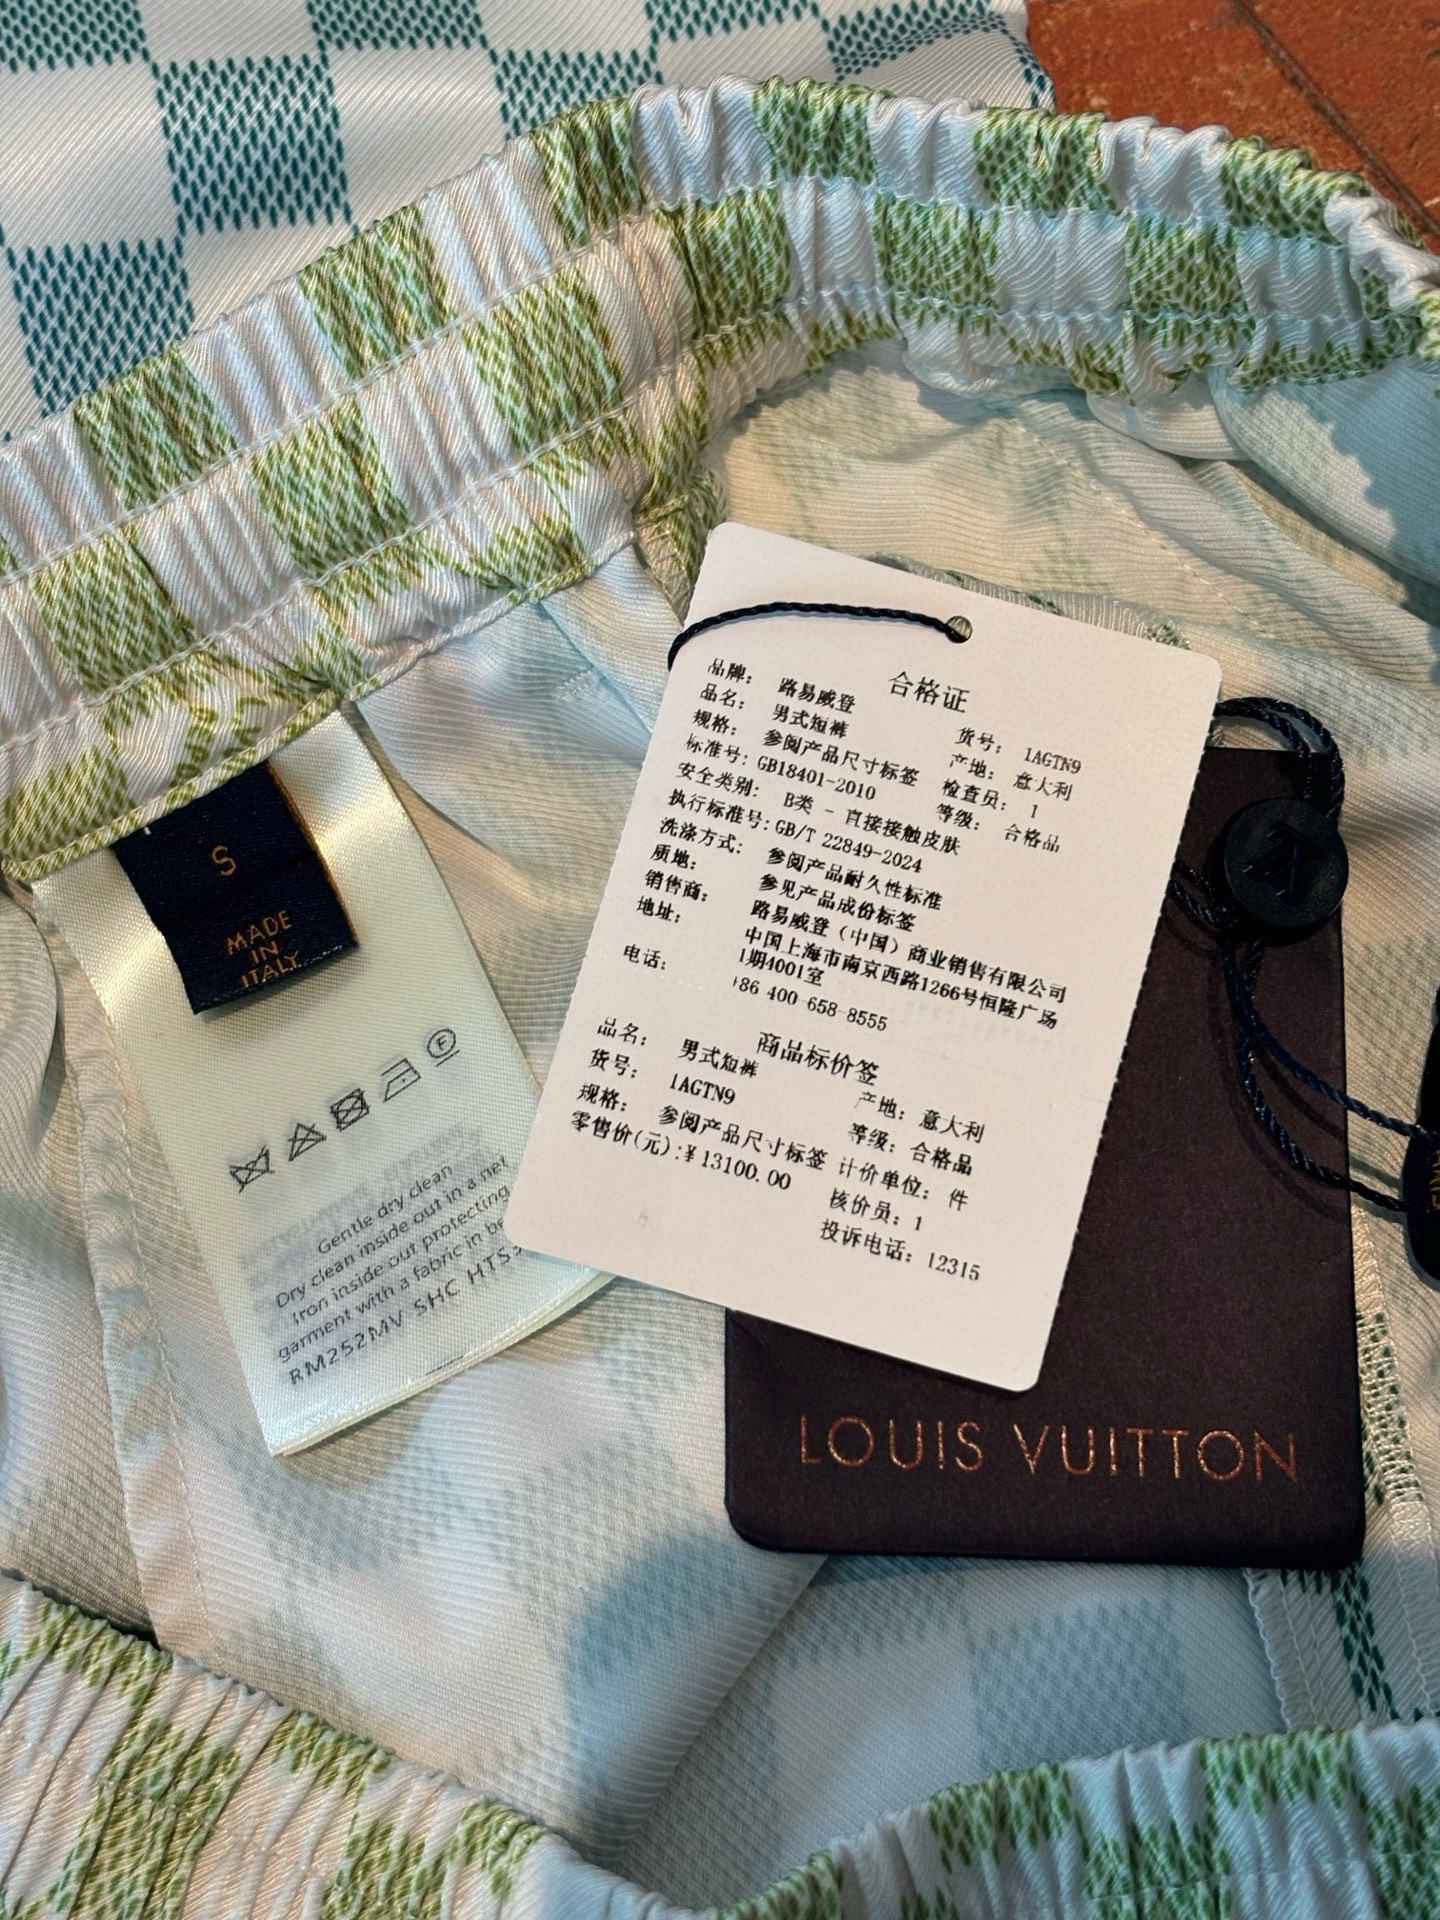 S
MADE
IN
ITALY
F
Gentle dry clean
Dry clean inside out in a net
Iron inside out protecting
garment with a fabric in be
RM252MV SHC HTS
合格证
品牌: 路易威登
货号: 1AGTN9
品名: 男式短裤
产地: 意大利
规格: 参阅产品尺寸标签
检查员: 1
标准号: GB18401-2010
等级: 合格品
安全类别: B类 - 直接接触皮肤
执行标准号: GB/T 22849-2024
洗涤方式: 参阅产品耐久性标准
质地: 参见产品成份标签
销售商: 路易威登（中国）商业销售有限公司
地址: 中国上海市南京西路1266号恒隆广场
1期4001室
电话: +86 400-658-8555
商品标价签
品名: 男式短裤
产地: 意大利
货号: 1AGTN9
等级: 合格品
规格: 参阅产品尺寸标签
计价单位: 件
零售价(元):¥13100.00
核价员: 1
投诉电话: 12315
LOUIS VUITTON